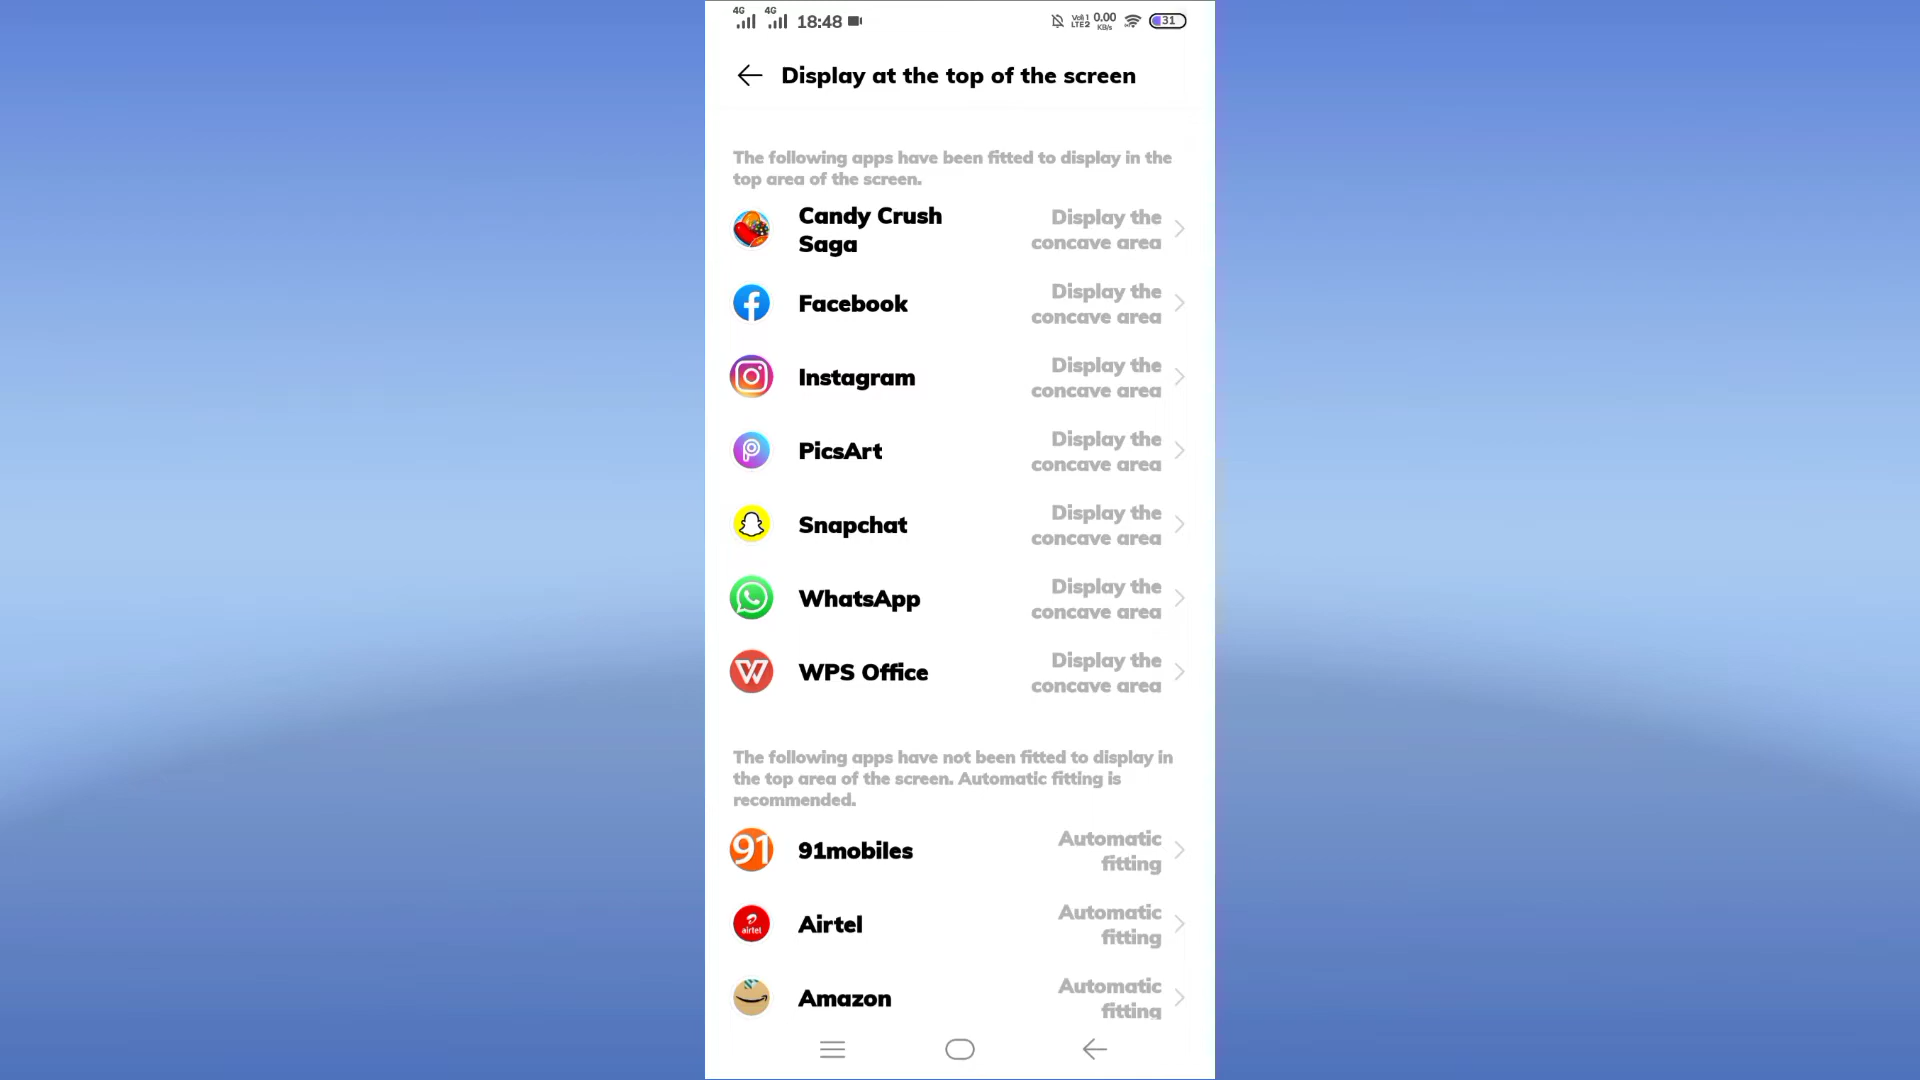 4G 4G 18:48 0.00 KB/s 31
Display at the top of the screen
The following apps have been fitted to display in the
top area of the screen.
Candy Crush
Saga
Display the
concave area
Facebook
Display the
concave area
Instagram
Display the
concave area
PicsArt
Display the
concave area
Snapchat
Display the
concave area
WhatsApp
Display the
concave area
WPS Office
Display the
concave area
The following apps have not been fitted to display in
the top area of the screen. Automatic fitting is
recommended.
91
91mobiles
Automatic
fitting
airtel
Airtel
Automatic
fitting
Amazon
Automatic
fitting